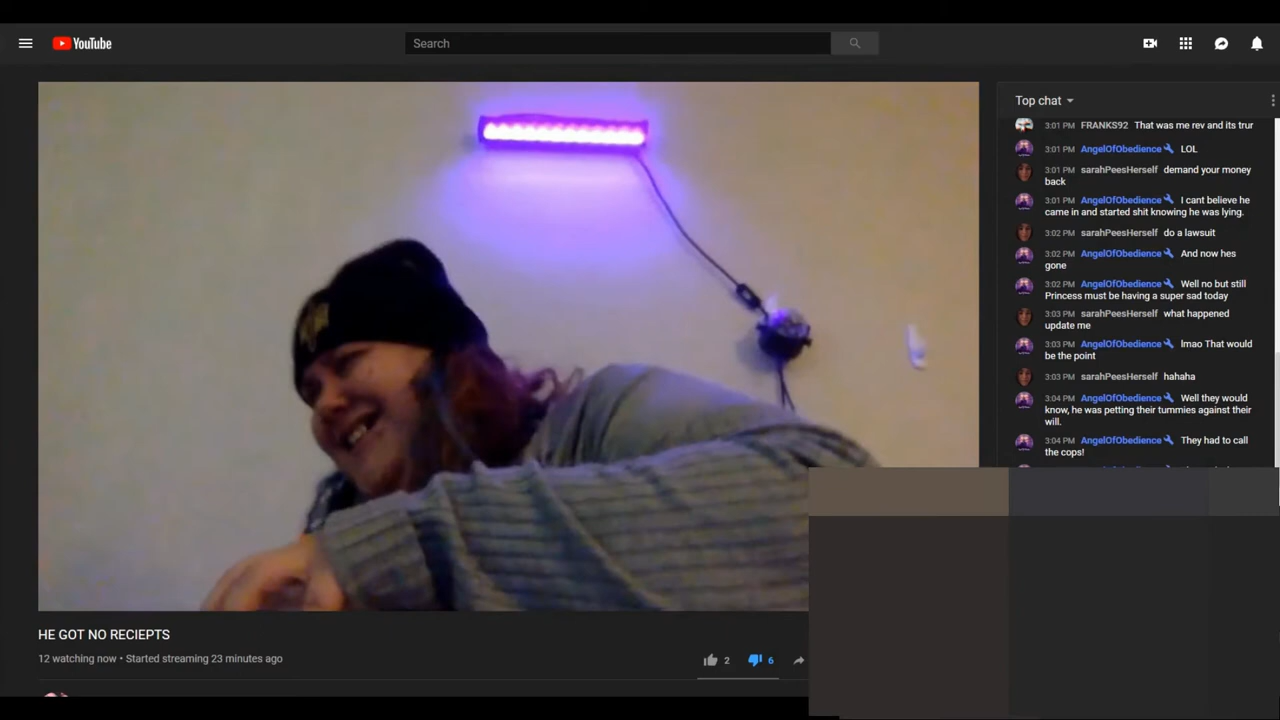 YouTube
Search
HE GOT NO RECIEPTS
12 watching now • Started streaming 23 minutes ago
2
6
Top chat
3:01 PM FRANKS92 That was me rev and its trur
3:01 PM AngelOfObedience LOL
3:01 PM sarahPeesHerself demand your money
back
3:01 PM AngelOfObedience I cant believe he
came in and started shit knowing he was lying.
3:02 PM sarahPeesHerself do a lawsuit
3:02 PM AngelOfObedience And now hes
gone
3:02 PM AngelOfObedience Well no but still
Princess must be having a super sad today
3:03 PM sarahPeesHerself what happened
update me
3:03 PM AngelOfObedience lmao That would
be the point
3:03 PM sarahPeesHerself hahaha
3:04 PM AngelOfObedience Well they would
know, he was petting their tummies against their
will.
3:04 PM AngelOfObedience They had to call
the cops!